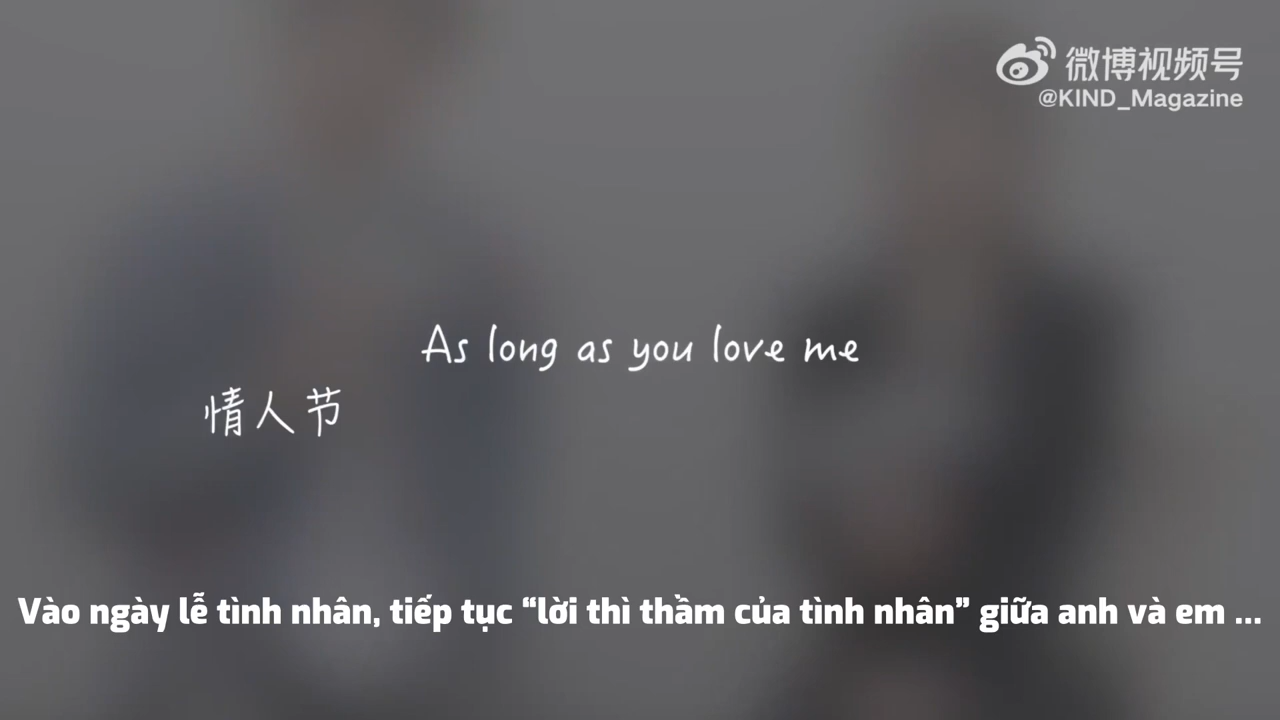 微博视频号
@KIND_Magazine
As long as you love me
情人节
Vào ngày lễ tình nhân, tiếp tục “lời thì thầm của tình nhân” giữa anh và em ...